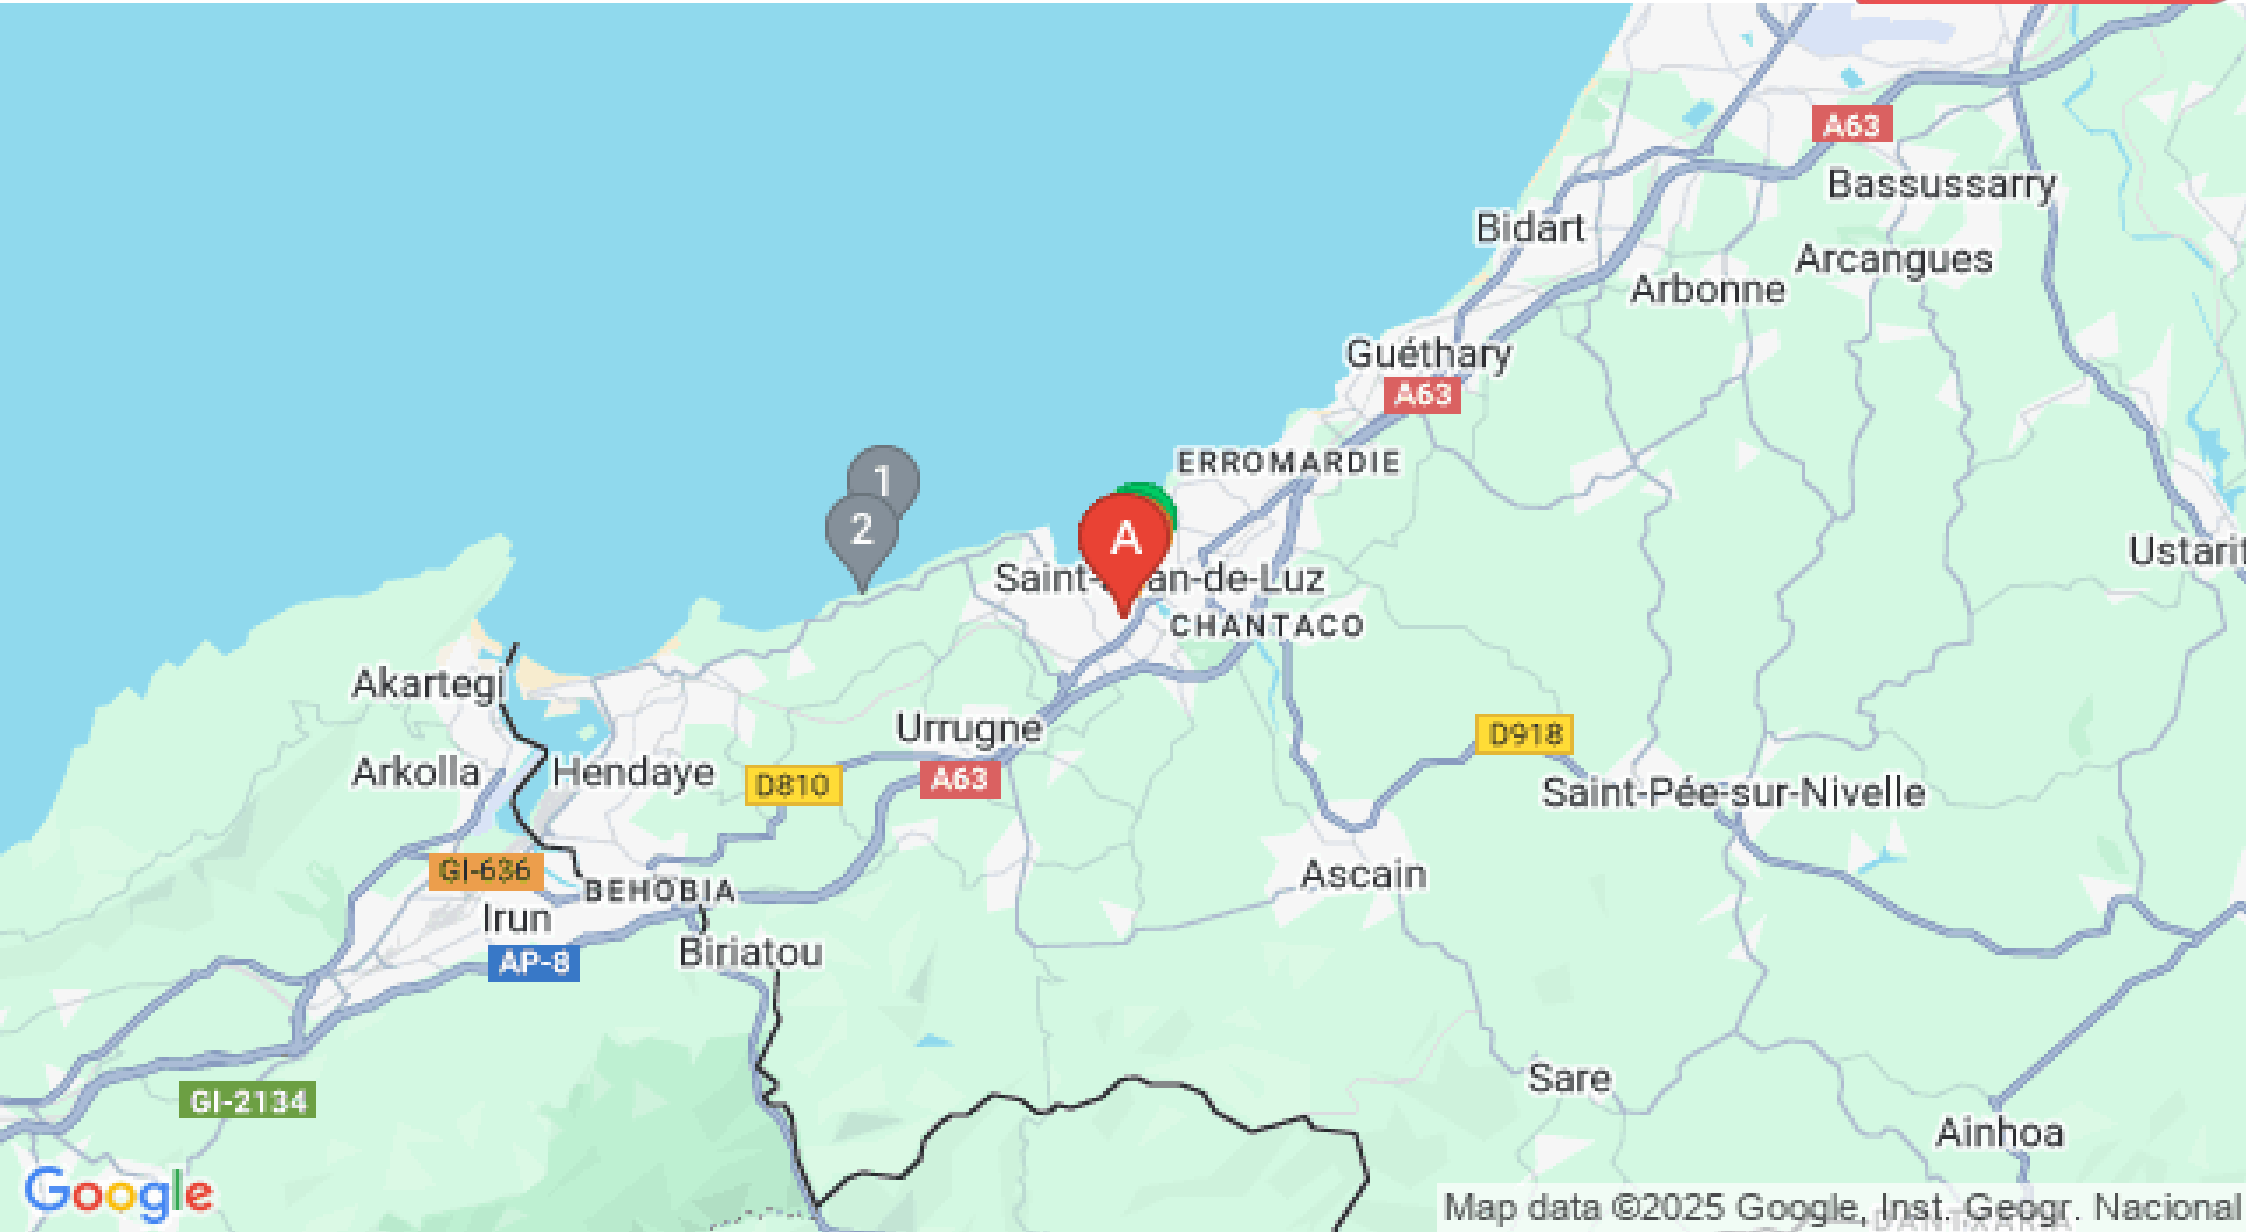 A63
Bassussarry
Bidart
Arcangues
Arbonne
Guéthary
A63
ERROMARDIE
1
2
A
Saint-
an-de-Luz
CHANTACO
Ustarit
Akartegi
Urrugne
D918
Arkolla
Hendaye
D810
A63
Saint-Pée-sur-Nivelle
GI-636
BEHOBIA
Ascain
Irun
Biriatou
AP-8
Sare
GI-2134
Ainhoa
Google
Map data ©2025 Google, Inst. Geogr. Nacional